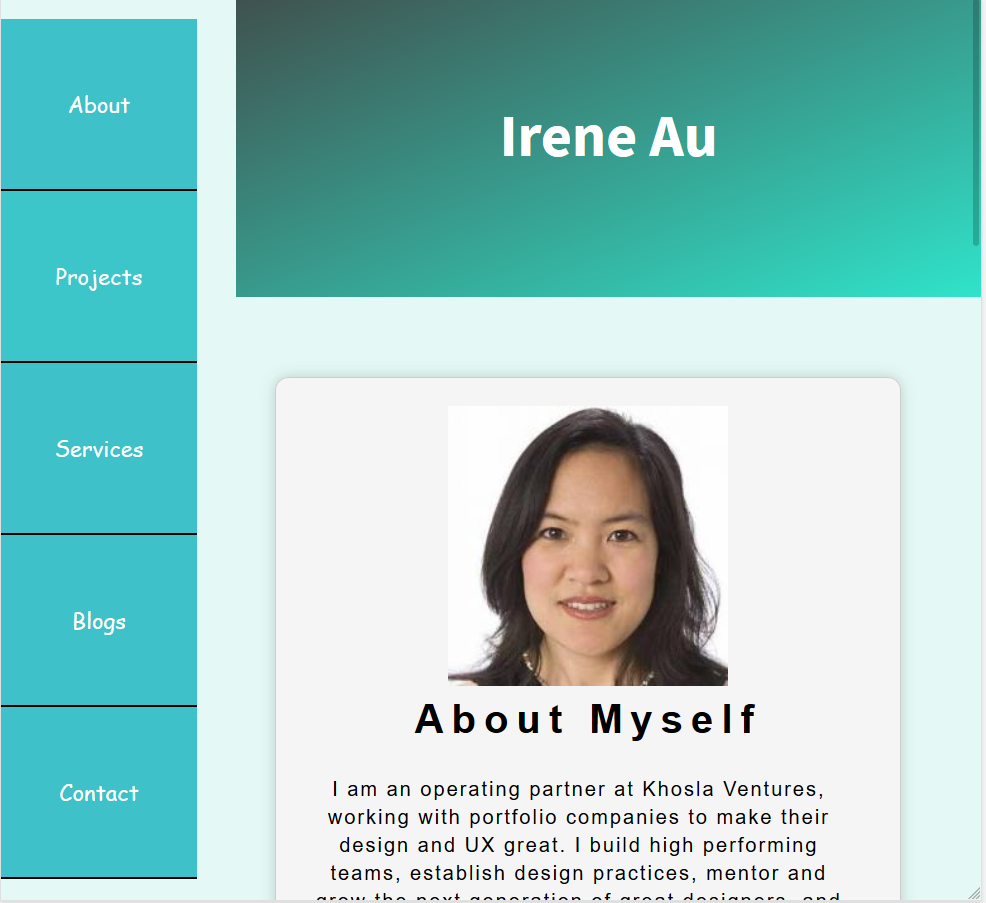 About
Projects
Services
Blogs
Contact
Irene Au
About Myself
I am an operating partner at Khosla Ventures,
working with portfolio companies to make their
design and UX great. I build high performing
teams, establish design practices, mentor and
grow the next generation of great designers, and